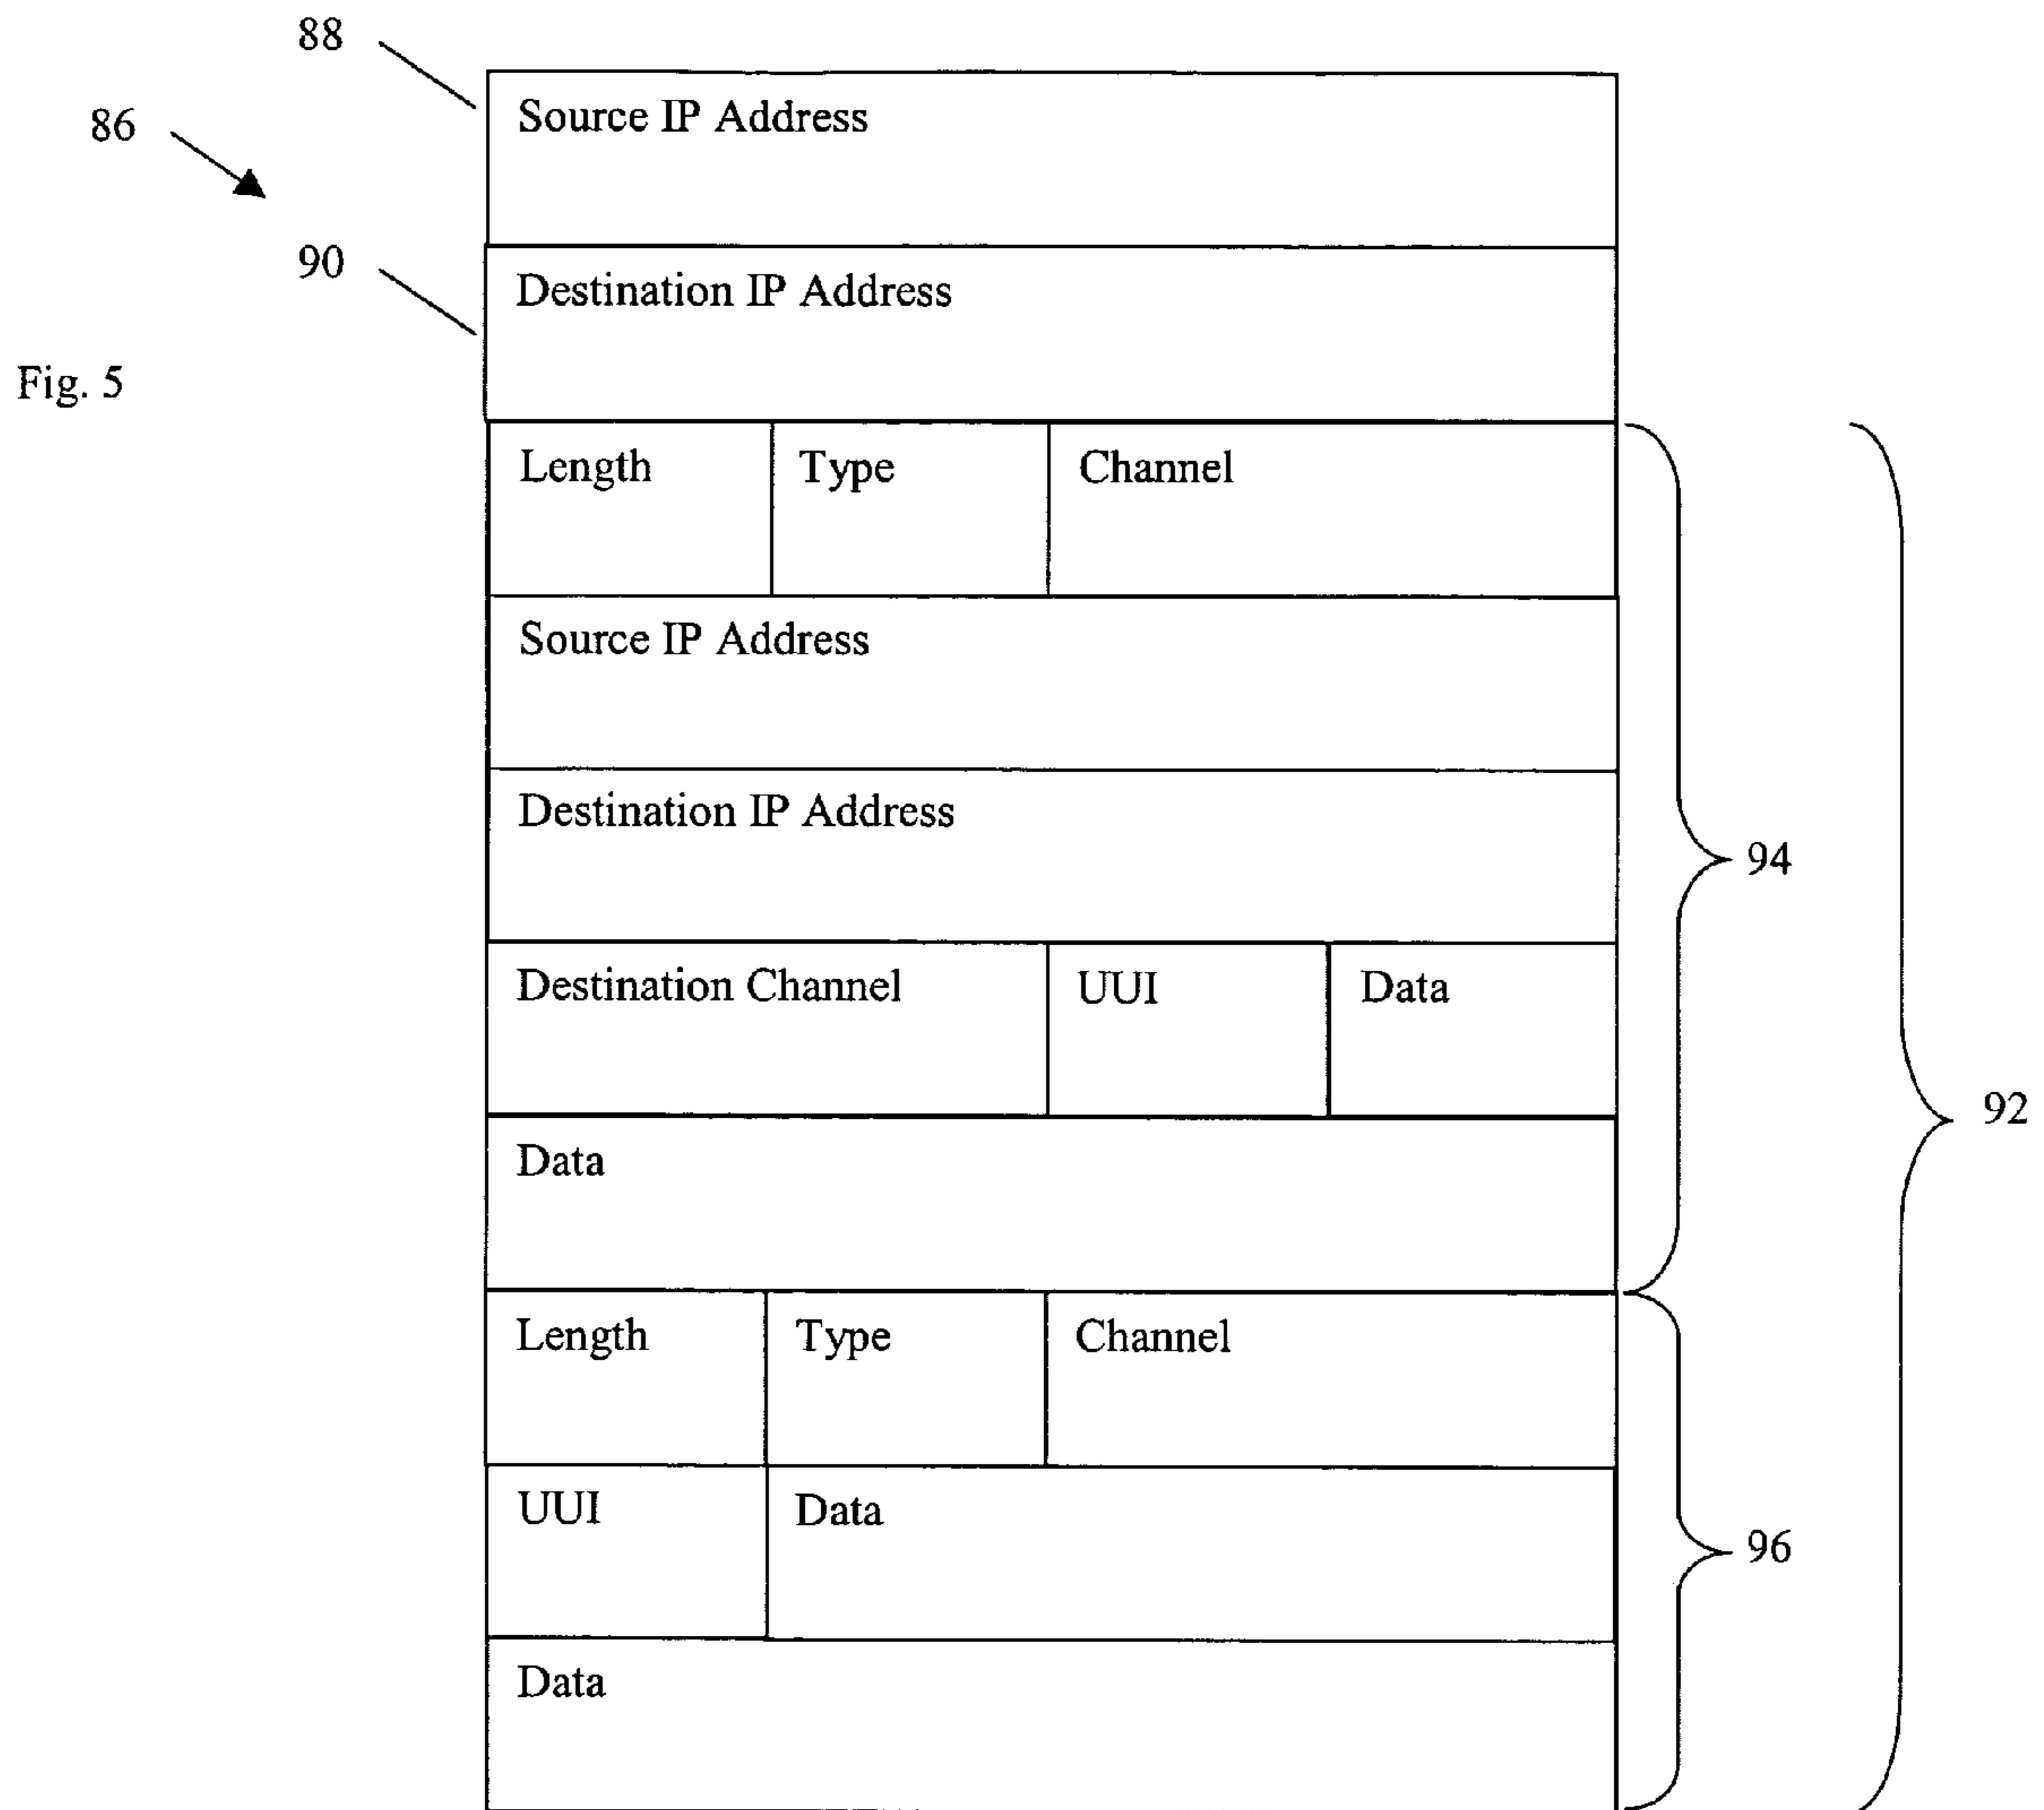 88
Source IP Address
86
90
Destination IP Address
Fig. 5
Length Type Channel
Source IP Address
Destination IP Address
94
Destination Channel UUI Data
92
Data
Length Type Channel
UUI Data
96
Data